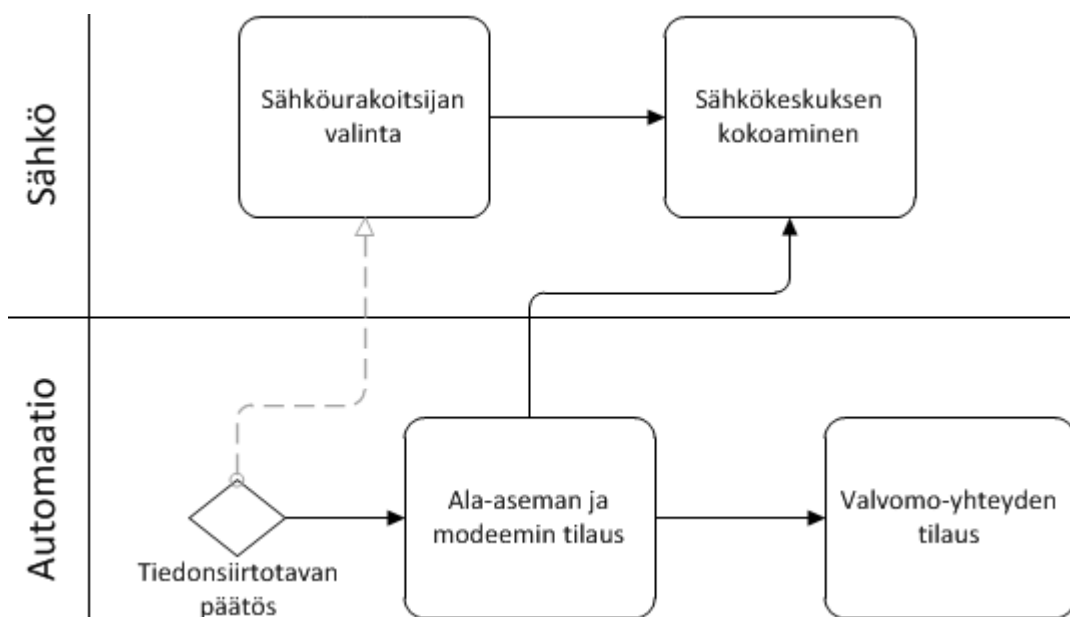 Sähkö
Sähköurakoitsijan
valinta
Sähkökeskuksen
kokoaminen
Automaatio
Tiedonsiirtotavan
päätös
Ala-aseman ja
modeemin tilaus
Valvomo-yhteyden
tilaus